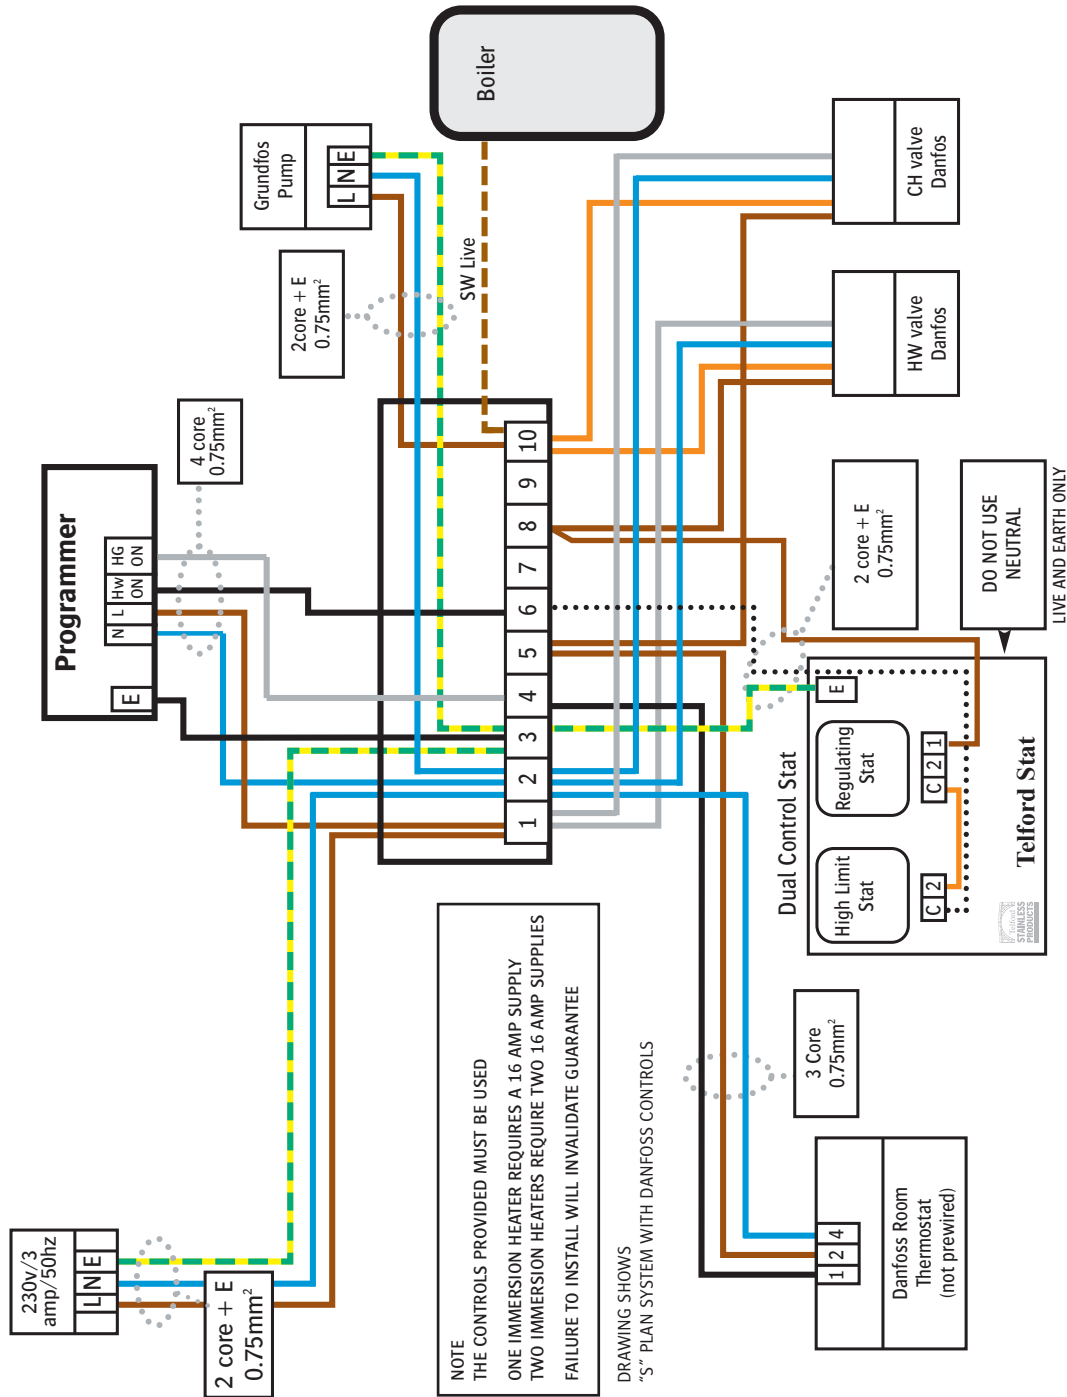 230v/3
amp/50hz
L N E
2 core + E
0.75mm²
Programmer
E
N L Hw ON HG ON
4 core
0.75mm²
Grundfos
Pump
L N E
2core + E
0.75mm²
SW Live
Boiler
1 2 3 4 5 6 7 8 9 10
NOTE
THE CONTROLS PROVIDED MUST BE USED
ONE IMMERSION HEATER REQUIRES A 16 AMP SUPPLY
TWO IMMERSION HEATERS REQUIRE TWO 16 AMP SUPPLIES
FAILURE TO INSTALL WILL INVALIDATE GUARANTEE
DRAWING SHOWS
"S" PLAN SYSTEM WITH DANFOSS CONTROLS
3 Core
0.75mm²
1 2 4
Danfoss Room
Thermostat
(not prewired)
Dual Control Stat
High Limit
Stat
C 2
Regulating
Stat
C 2 1
E
Telford
STAINLESS
PRODUCTS
Telford Stat
2 core + E
0.75mm²
DO NOT USE
NEUTRAL
LIVE AND EARTH ONLY
HW valve
Danfos
CH valve
Danfos